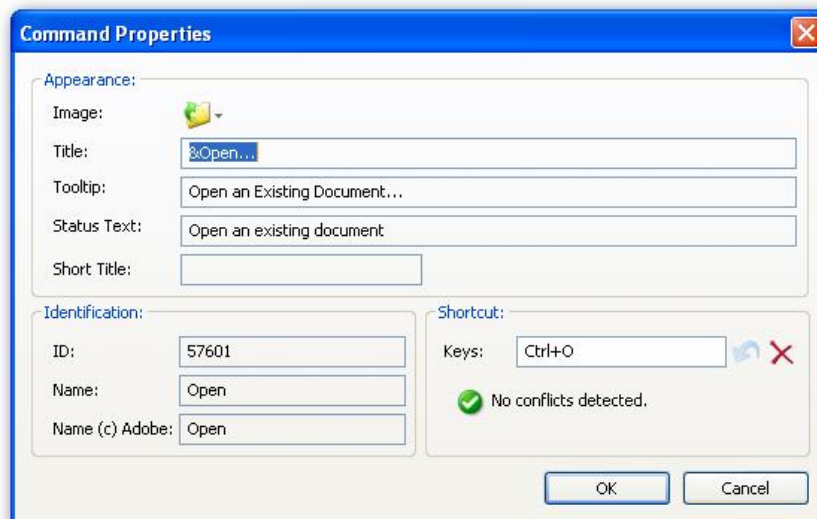 Command Properties
Appearance:
Image:
Title: &Open...
Tooltip: Open an Existing Document...
Status Text: Open an existing document
Short Title:
Identification:
ID: 57601
Name: Open
Name (c) Adobe: Open
Shortcut:
Keys: Ctrl+O
No conflicts detected.
OK Cancel